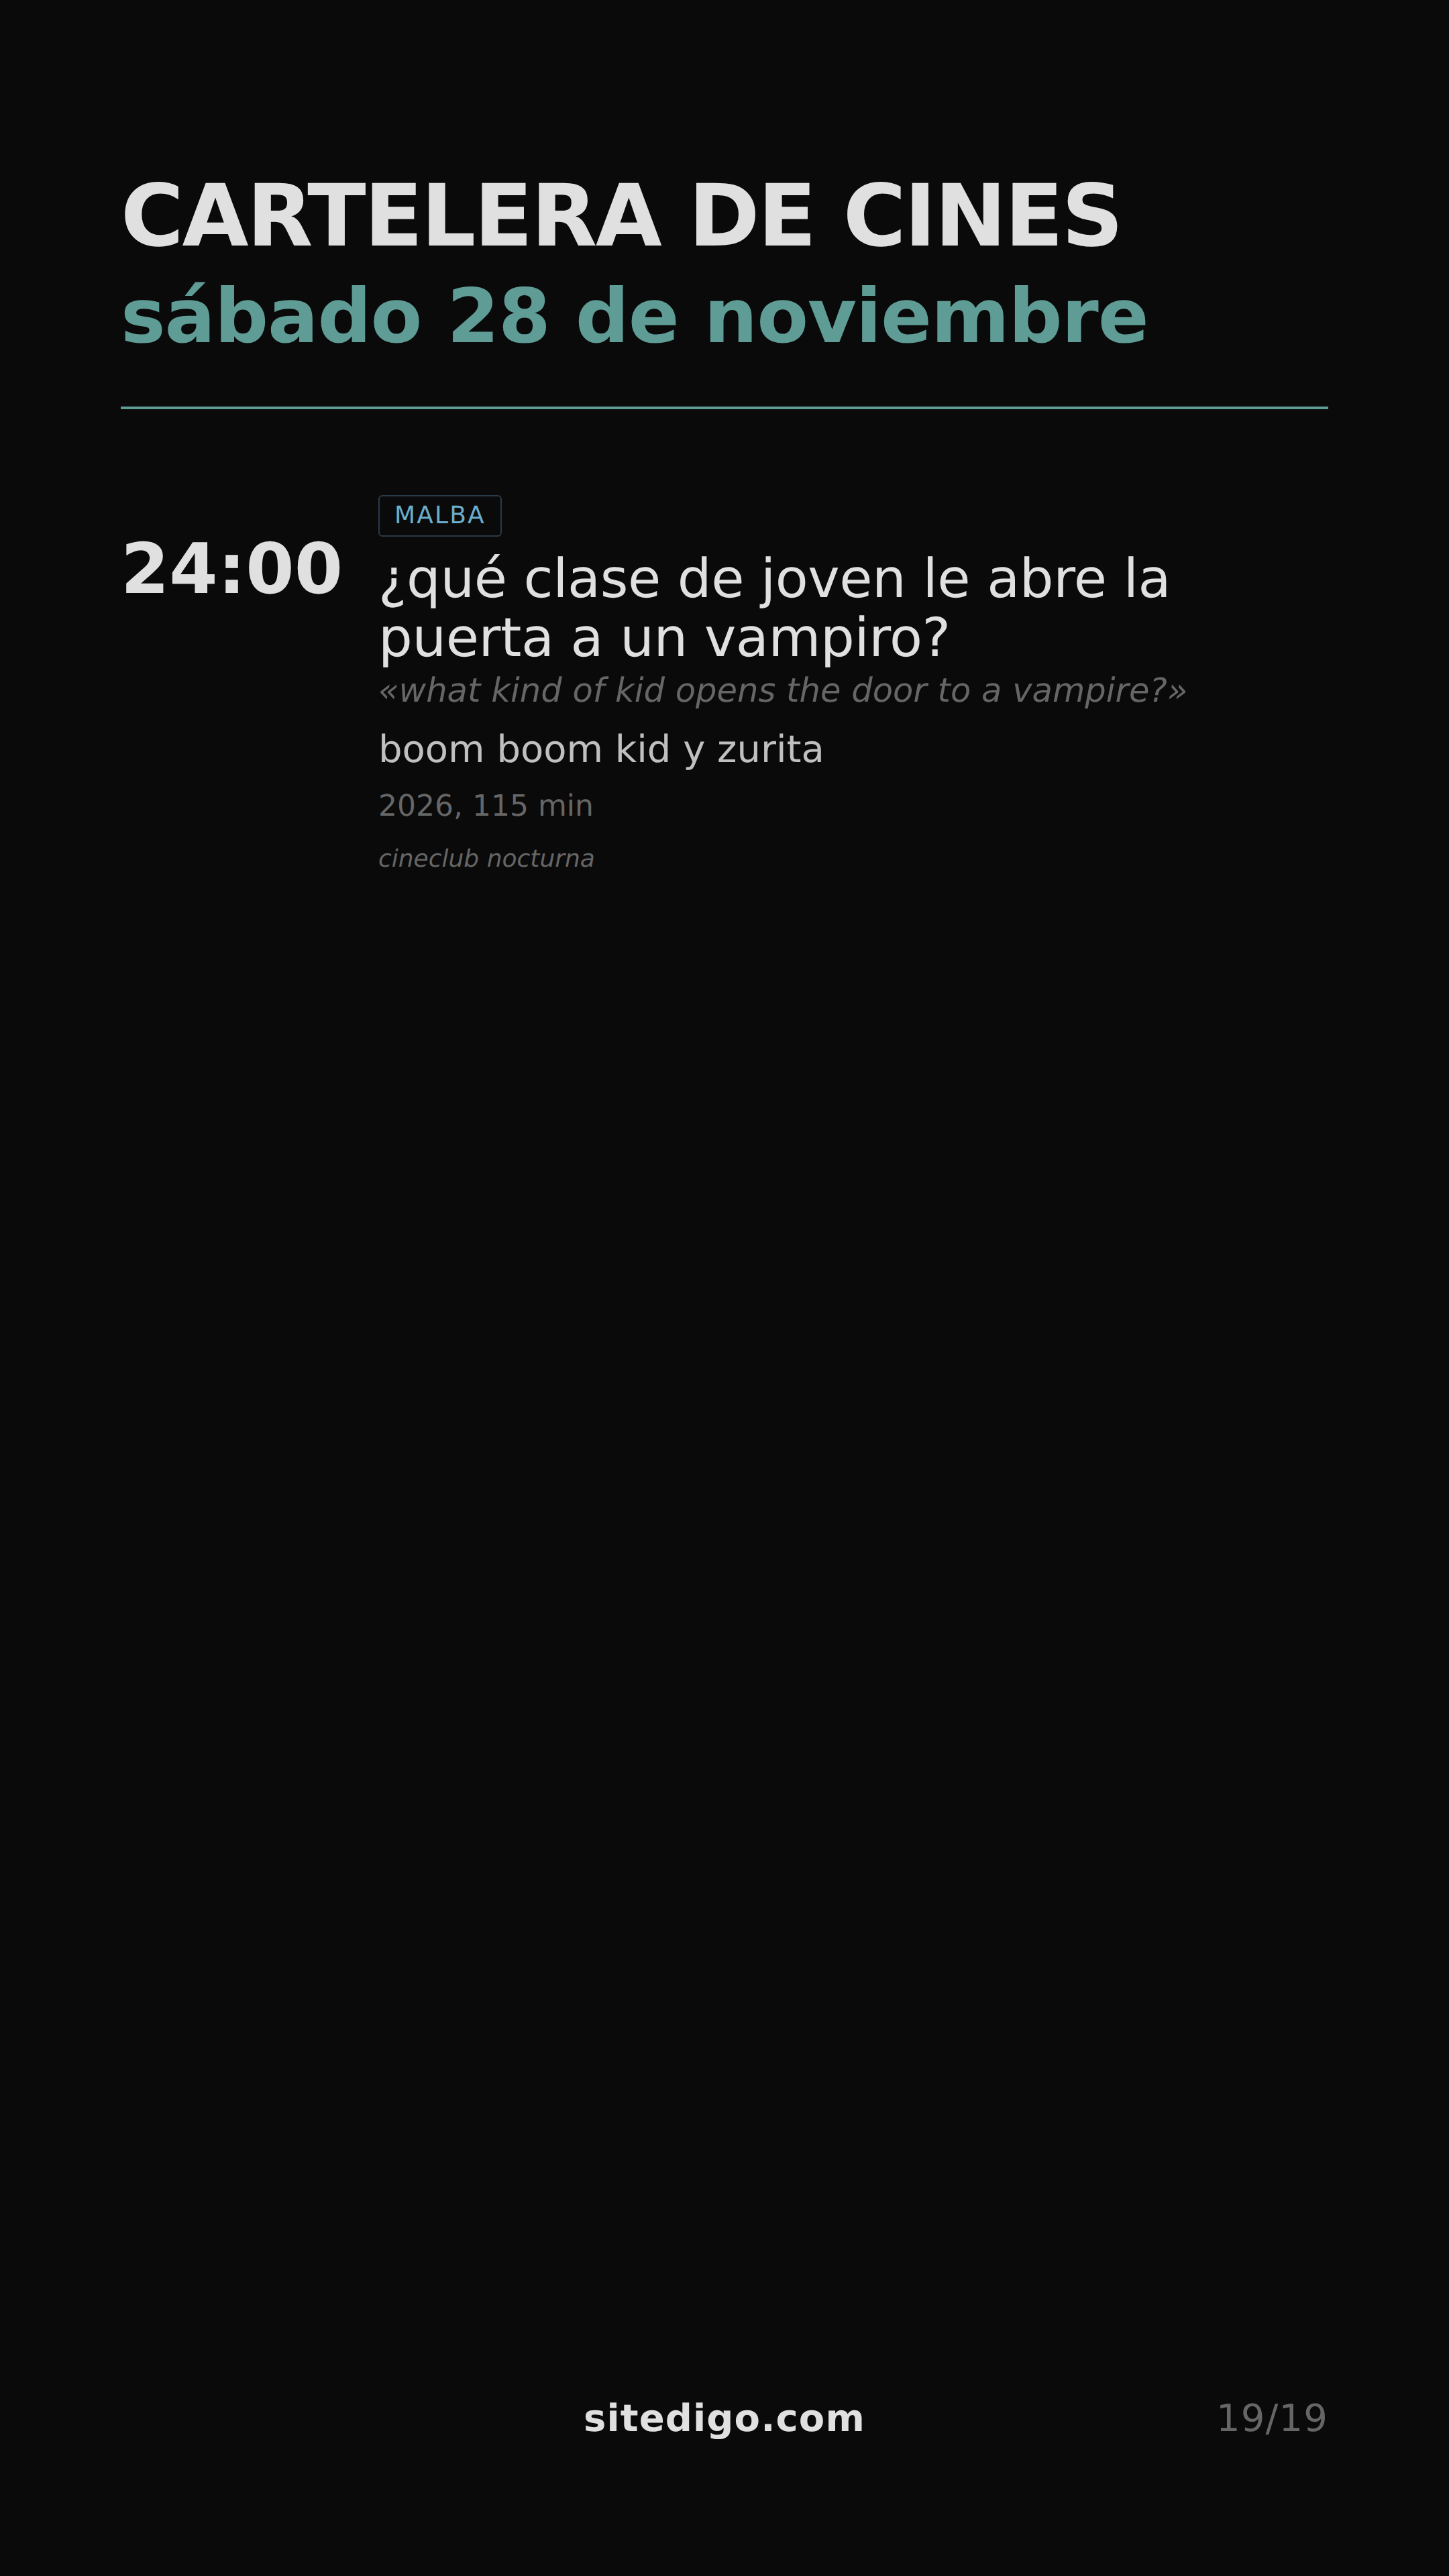 CARTELERA DE CINES
sábado 28 de noviembre
MALBA
24:00
¿qué clase de joven le abre la
puerta a un vampiro?
«what kind of kid opens the door to a vampire?»
boom boom kid y zurita
2026, 115 min
cineclub nocturna
sitedigo.com
19/19